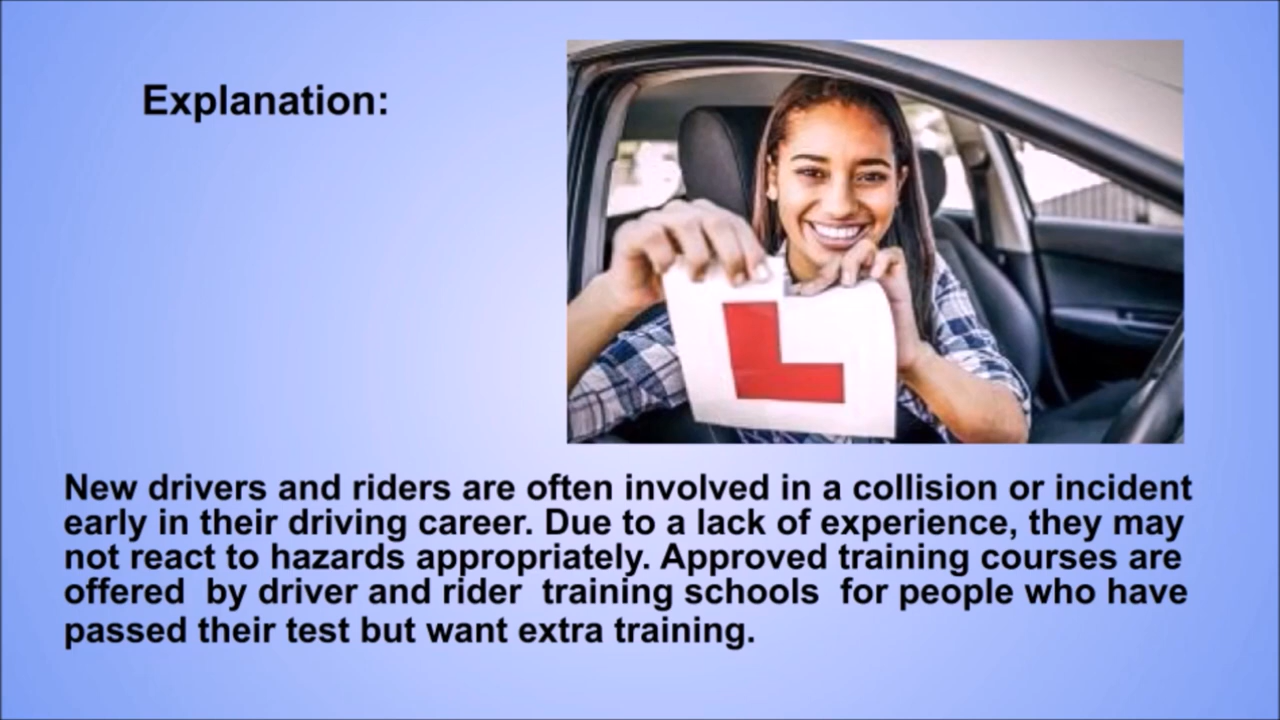 Explanation:
L
New drivers and riders are often involved in a collision or incident
early in their driving career. Due to a lack of experience, they may
not react to hazards appropriately. Approved training courses are
offered by driver and rider training schools for people who have
passed their test but want extra training.